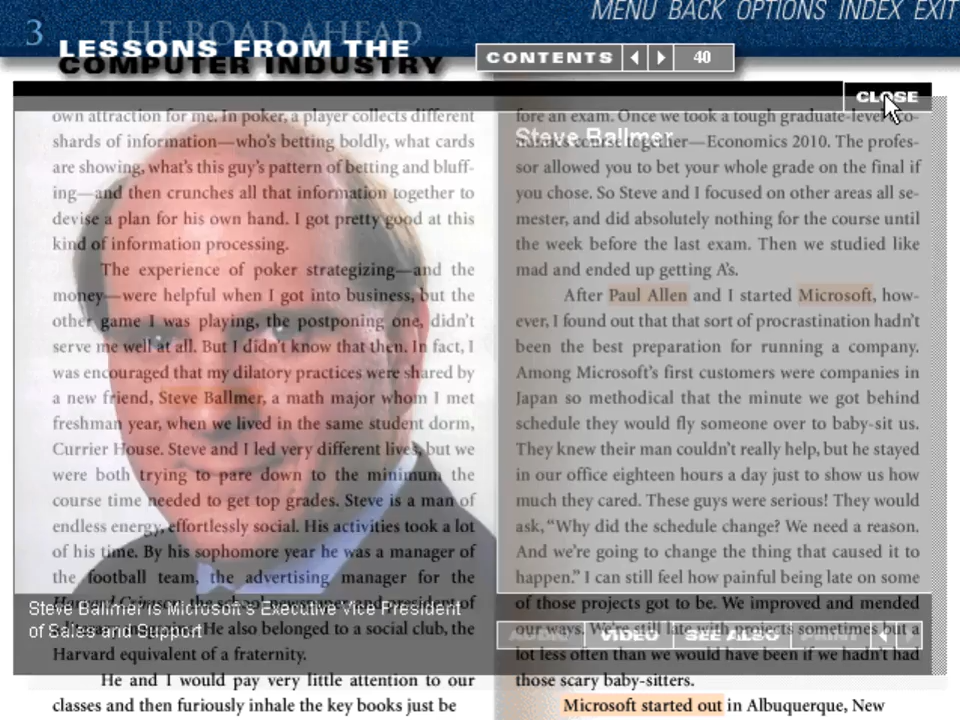 MENU BACK OPTIONS INDEX EXIT
3 THE ROAD AHEAD
LESSONS FROM THE
COMPUTER INDUSTRY
CONTENTS 40
CLOSE
own attraction for me. In poker, a player collects different
shards of information—who's betting boldly, what cards
are showing, what's this guy's pattern of betting and bluff-
ing—and then crunches all that information together to
devise a plan for his own hand. I got pretty good at this
kind of information processing.
The experience of poker strategizing—and the
money—were helpful when I got into business, but the
other game I was playing, the postponing one, didn't
serve me well at all. But I didn't know that then. In fact, I
was encouraged that my dilatory practices were shared by
a new friend, Steve Ballmer, a math major whom I met
freshman year, when we lived in the same student dorm,
Currier House. Steve and I led very different lives, but we
were both trying to pare down to the minimum the
course time needed to get top grades. Steve is a man of
endless energy, effortlessly social. His activities took a lot
of his time. By his sophomore year he was a manager of
the football team, the advertising manager for the
and president of
He also belonged to a social club, the
Harvard equivalent of a fraternity.
He and I would pay very little attention to our
classes and then furiously inhale the key books just be
Steve Ballmer is Microsoft's Executive Vice President
of Sales and Support
Steve Ballmer
fore an exam. Once we took a tough graduate-level
course together—Economics 2010. The profes-
sor allowed you to bet your whole grade on the final if
you chose. So Steve and I focused on other areas all se-
mester, and did absolutely nothing for the course until
the week before the last exam. Then we studied like
mad and ended up getting A's.
After Paul Allen and I started Microsoft, how-
ever, I found out that that sort of procrastination hadn't
been the best preparation for running a company.
Among Microsoft's first customers were companies in
Japan so methodical that the minute we got behind
schedule they would fly someone over to baby-sit us.
They knew their man couldn't really help, but he stayed
in our office eighteen hours a day just to show us how
much they cared. These guys were serious! They would
ask, "Why did the schedule change? We need a reason.
And we're going to change the thing that caused it to
happen." I can still feel how painful being late on some
of those projects got to be. We improved and mended
our ways. We're still late with projects sometimes but a
lot less often than we would have been if we hadn't had
those scary baby-sitters.
Microsoft started out in Albuquerque, New
AUDIO VIDEO SEE ALSO PRINT